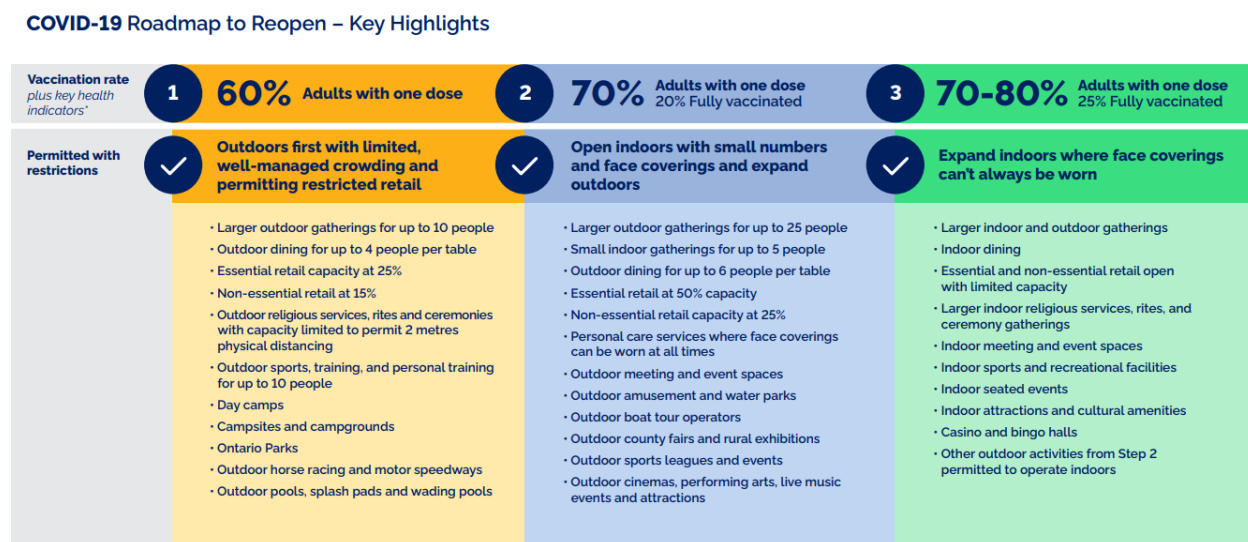 COVID-19 Roadmap to Reopen – Key Highlights
Vaccination rate
plus key health
indicators*
1
60% Adults with one dose
2
70% Adults with one dose
20% Fully vaccinated
3
70-80% Adults with one dose
25% Fully vaccinated
Permitted with
restrictions
Outdoors first with limited,
well-managed crowding and
permitting restricted retail
Open indoors with small numbers
and face coverings and expand
outdoors
Expand indoors where face coverings
can't always be worn
• Larger outdoor gatherings for up to 10 people
• Outdoor dining for up to 4 people per table
• Essential retail capacity at 25%
• Non-essential retail at 15%
• Outdoor religious services, rites and ceremonies
with capacity limited to permit 2 metres
physical distancing
• Outdoor sports, training, and personal training
for up to 10 people
• Day camps
• Campsites and campgrounds
• Ontario Parks
• Outdoor horse racing and motor speedways
• Outdoor pools, splash pads and wading pools
• Larger outdoor gatherings for up to 25 people
• Small indoor gatherings for up to 5 people
• Outdoor dining for up to 6 people per table
• Essential retail at 50% capacity
• Non-essential retail capacity at 25%
• Personal care services where face coverings
can be worn at all times
• Outdoor meeting and event spaces
• Outdoor amusement and water parks
• Outdoor boat tour operators
• Outdoor county fairs and rural exhibitions
• Outdoor sports leagues and events
• Outdoor cinemas, performing arts, live music
events and attractions
• Larger indoor and outdoor gatherings
• Indoor dining
• Essential and non-essential retail open
with limited capacity
• Larger indoor religious services, rites, and
ceremony gatherings
• Indoor meeting and event spaces
• Indoor sports and recreational facilities
• Indoor seated events
• Indoor attractions and cultural amenities
• Casino and bingo halls
• Other outdoor activities from Step 2
permitted to operate indoors